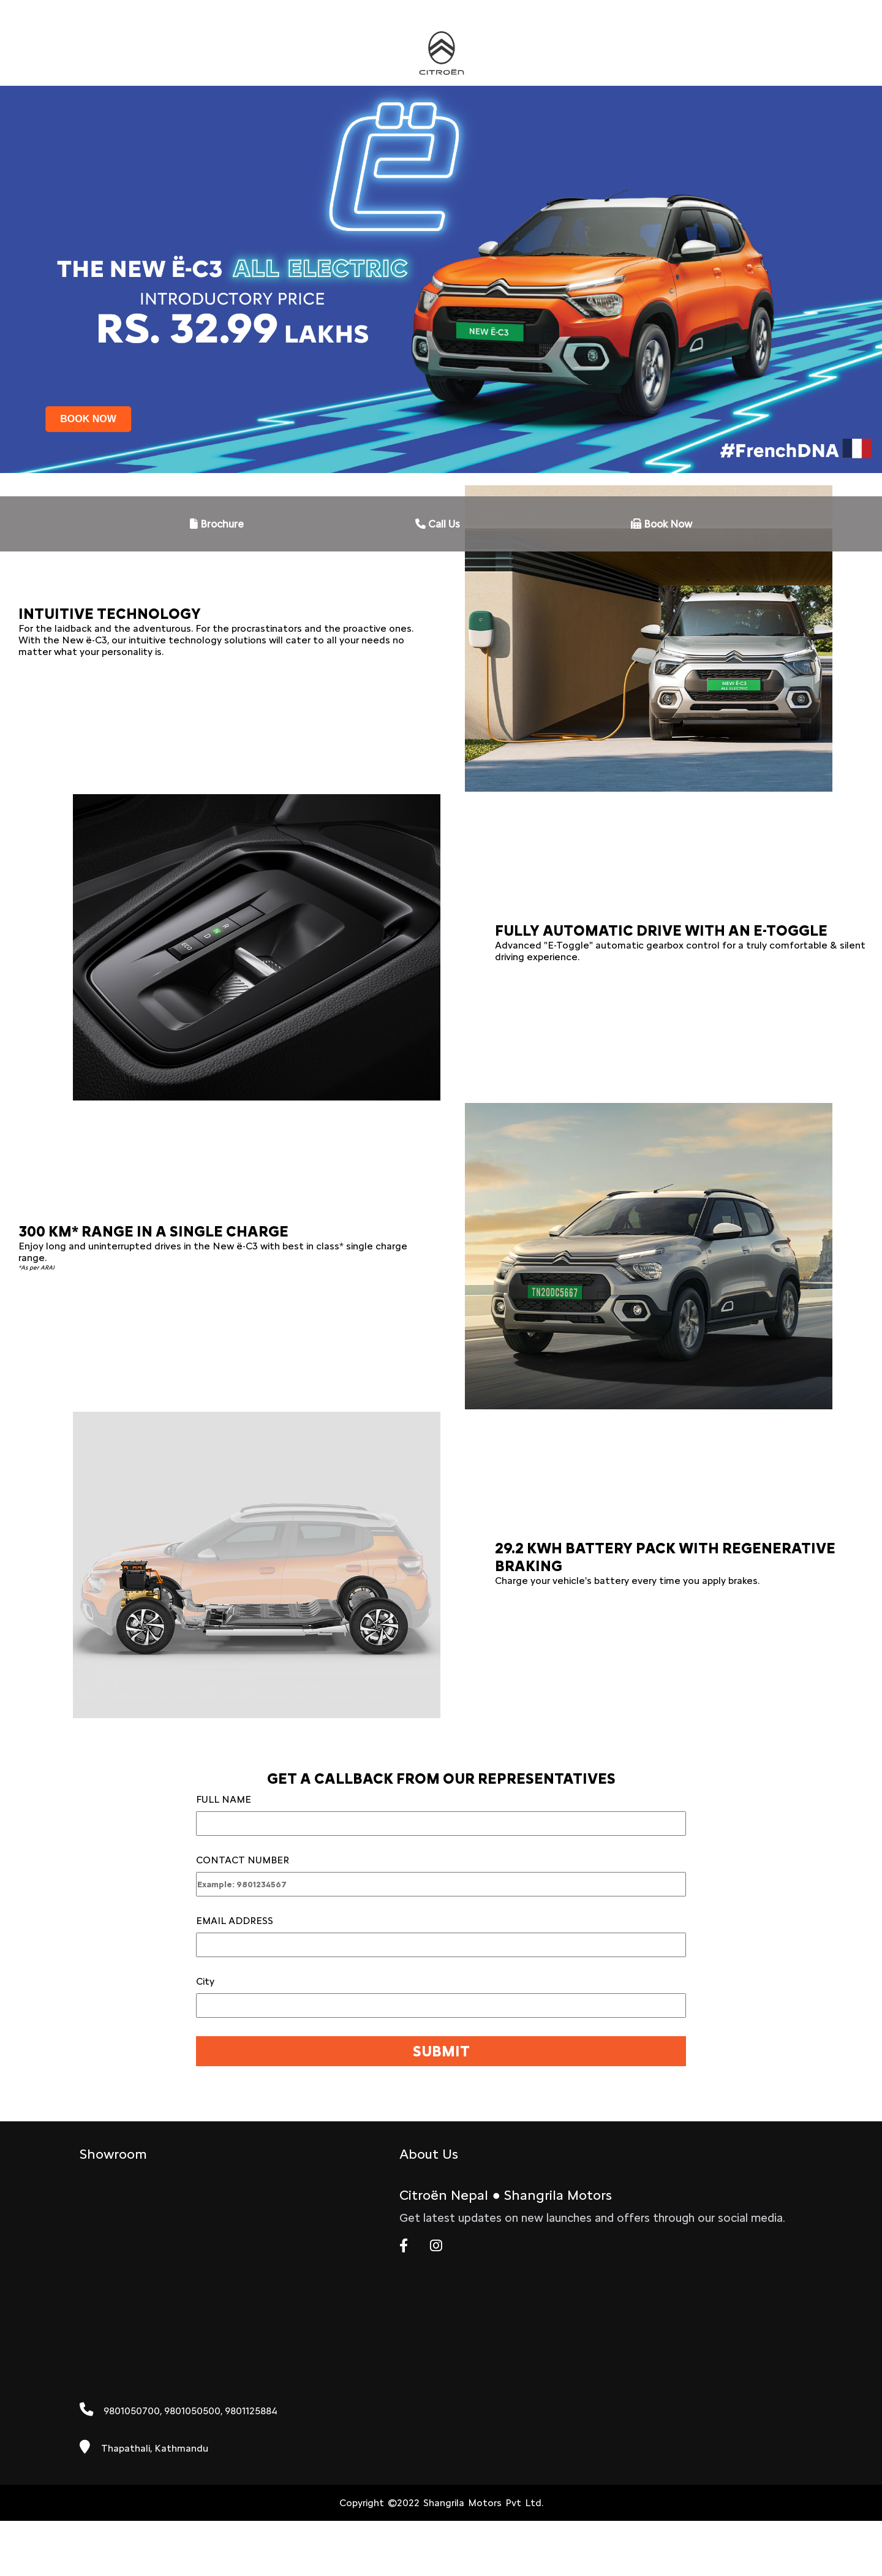 CITROËN
THE NEW Ë-C3 ALL ELECTRIC
INTRODUCTORY PRICE
RS. 32.99 LAKHS
NEW Ë-C3
BOOK NOW
#FrenchDNA
Brochure
Call Us
Book Now
INTUITIVE TECHNOLOGY
For the laidback and the adventurous. For the procrastinators and the proactive ones.
With the New ë-C3, our intuitive technology solutions will cater to all your needs no
matter what your personality is.
NEW Ë-C3
ALL ELECTRIC
ECO D N R
FULLY AUTOMATIC DRIVE WITH AN E-TOGGLE
Advanced "E-Toggle" automatic gearbox control for a truly comfortable & silent
driving experience.
300 KM* RANGE IN A SINGLE CHARGE
Enjoy long and uninterrupted drives in the New ë-C3 with best in class* single charge
range.
*As per ARAI
TN20DC5667
29.2 KWH BATTERY PACK WITH REGENERATIVE
BRAKING
Charge your vehicle's battery every time you apply brakes.
GET A CALLBACK FROM OUR REPRESENTATIVES
FULL NAME
CONTACT NUMBER
Example: 9801234567
EMAIL ADDRESS
City
SUBMIT
Showroom
About Us
Citroën Nepal ● Shangrila Motors
Get latest updates on new launches and offers through our social media.
9801050700, 9801050500, 9801125884
Thapathali, Kathmandu
Copyright ©2022 Shangrila Motors Pvt Ltd.